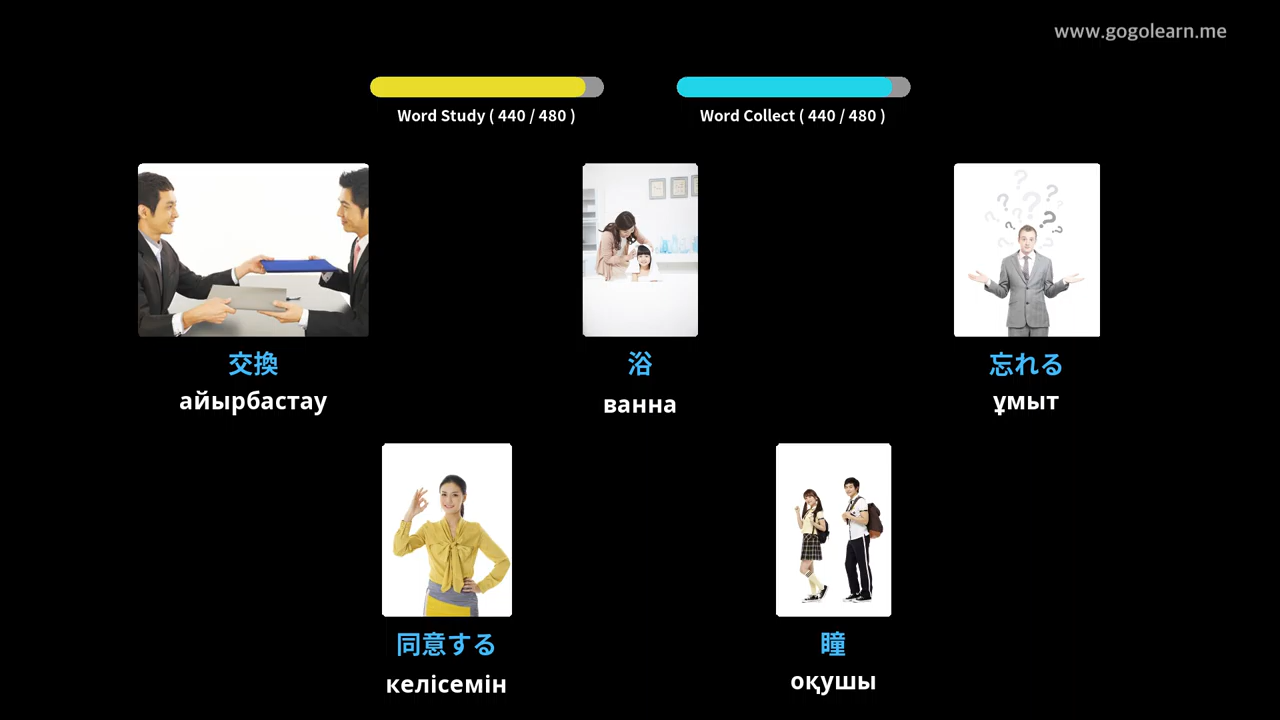 www.gogolearn.me
Word Study ( 440 / 480 )
Word Collect ( 440 / 480 )
交換
айырбастау
浴
ванна
忘れる
ұмыт
同意する
келісемін
瞳
оқушы